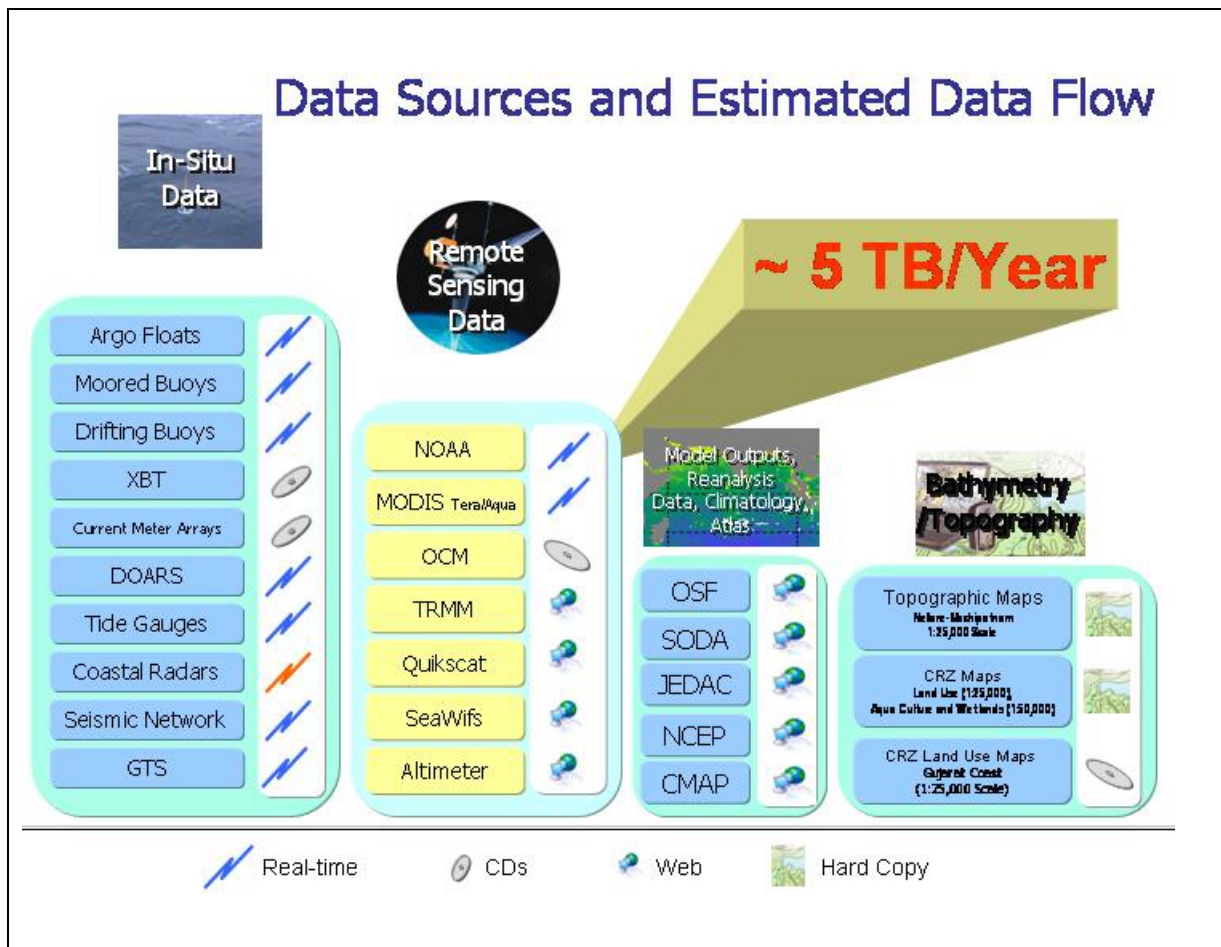 Data Sources and Estimated Data Flow
In-Situ
Data
Remote
Sensing
Data
~ 5 TB/Year
Argo Floats
Moored Buoys
Drifting Buoys
XBT
Current Meter Arrays
DOARS
Tide Gauges
Coastal Radars
Seismic Network
GTS
NOAA
MODIS Tera/Aqua
OCM
TRMM
Quikscat
SeaWifs
Altimeter
Model Outputs,
Reanalysis
Data, Climatology,
Atlas
OSF
SODA
JEDAC
NCEP
CMAP
Bathymetry
/Topography
Topographic Maps
1:25,000 Scale
CRZ Maps
Land Use (1:25,000)
Aqua Culture and Wetlands (1:50,000)
CRZ Land Use Maps
Gujarat Coast
(1:25,000 Scale)
Real-time
CDs
Web
Hard Copy